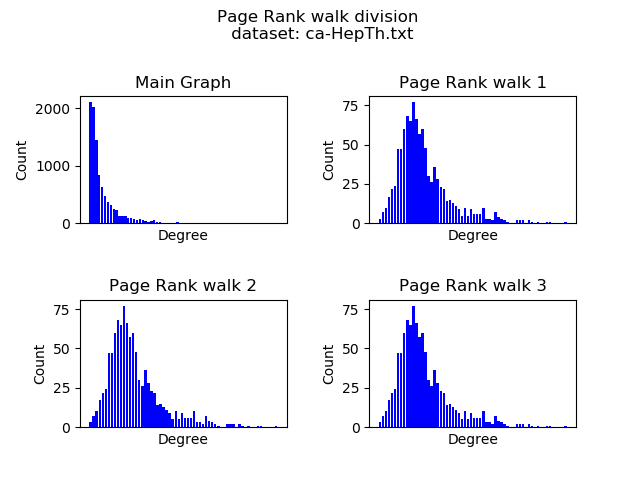 Page Rank walk division
dataset: ca-HepTh.txt
Main Graph
2000
1000
0
Count
Degree
Page Rank walk 1
75
50
25
0
Count
Degree
Page Rank walk 2
75
50
25
0
Count
Degree
Page Rank walk 3
75
50
25
0
Count
Degree